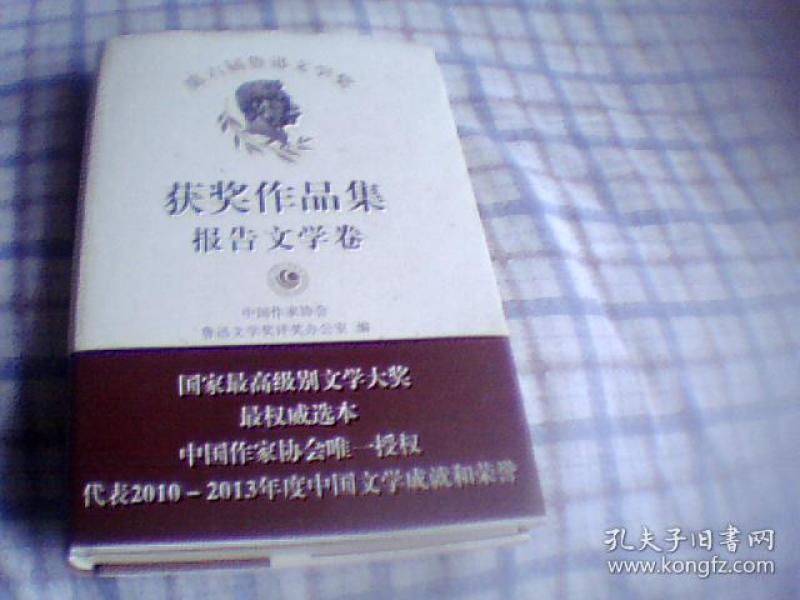 第六届鲁迅文学奖
获奖作品集
报告文学卷
中国作家协会
鲁迅文学奖评奖办公室 编
国家最高级别文学大奖
最权威选本
中国作家协会唯一授权
代表2010－2013年度中国文学成就和荣誉
孔夫子旧书网
www.kongfz.com